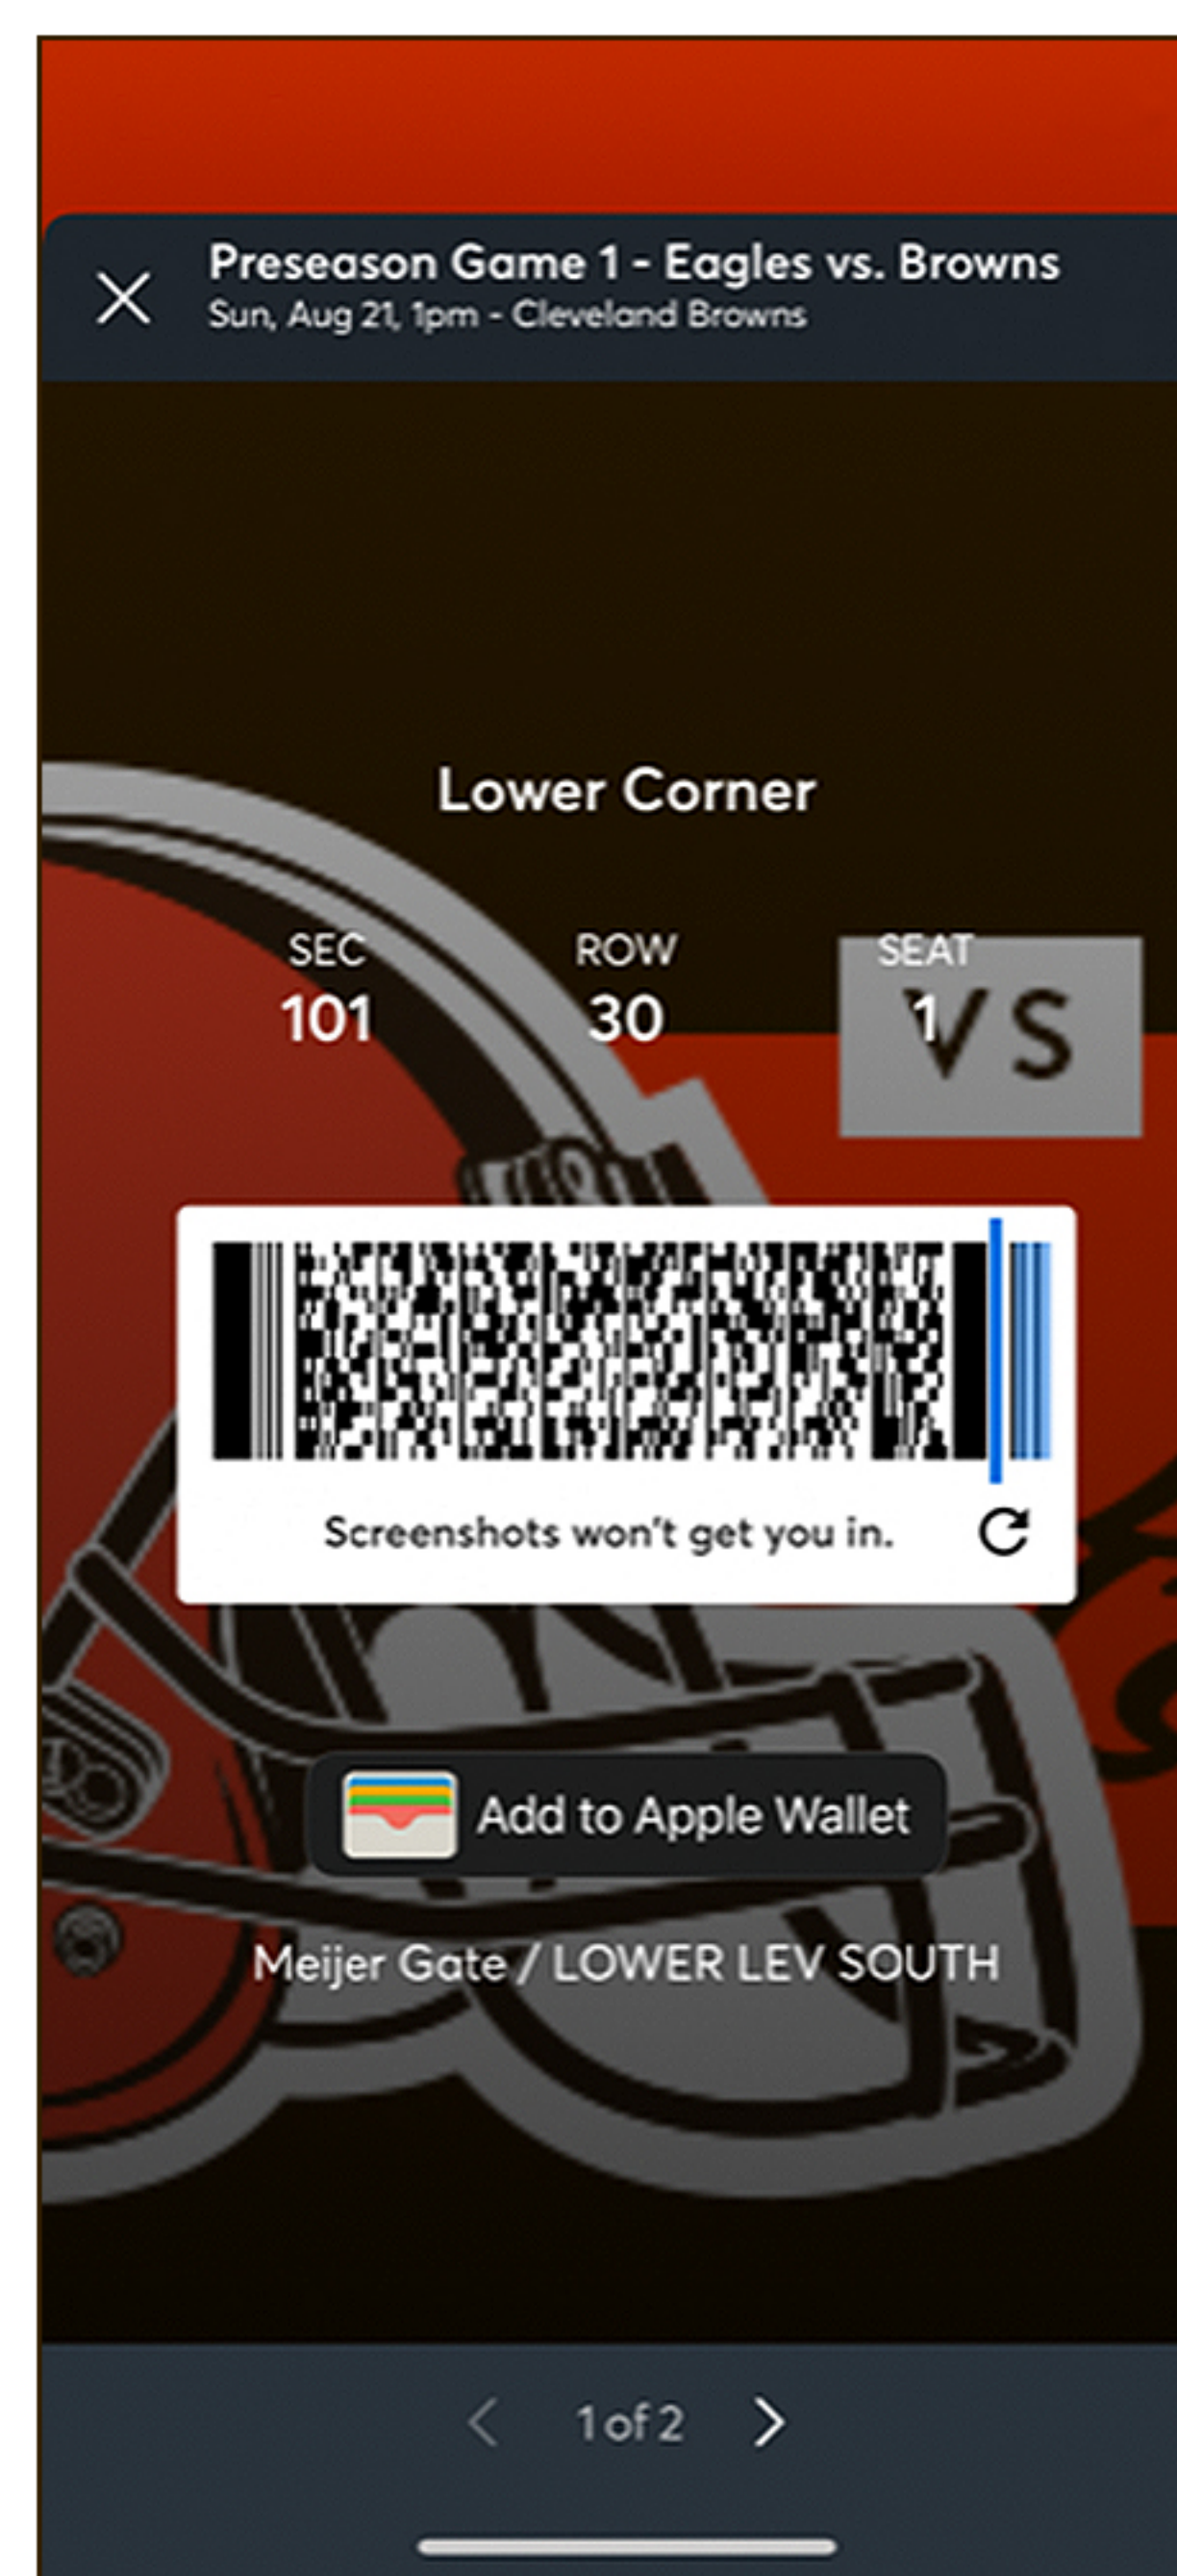 Preseason Game 1 - Eagles vs. Browns
Sun, Aug 21, 1pm - Cleveland Browns
Lower Corner
SEC ROW SEAT
101 30 1
VS
Screenshots won't get you in.
Add to Apple Wallet
Meijer Gate / LOWER LEV SOUTH
1 of 2